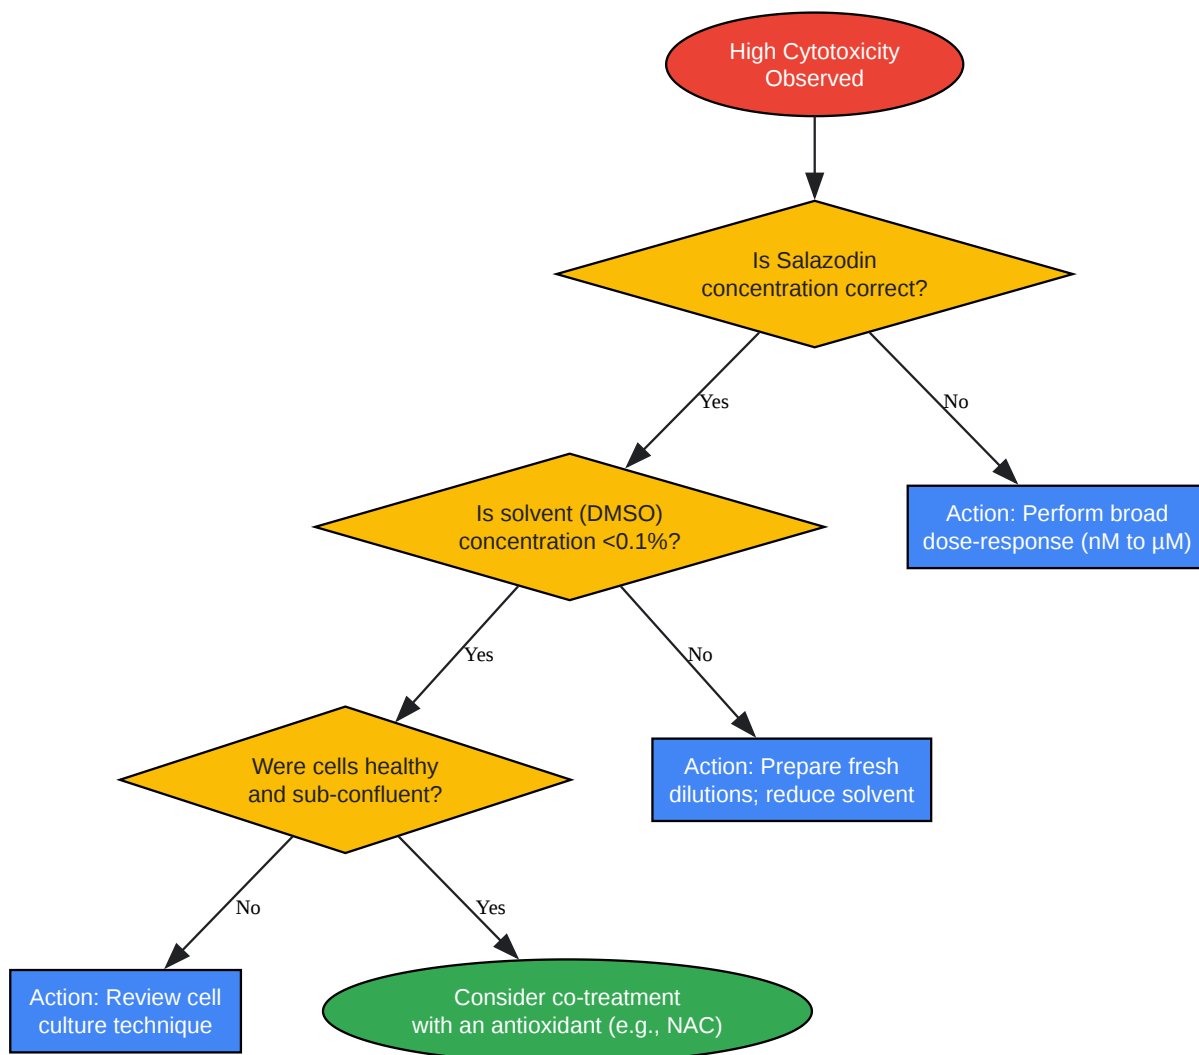 High Cytotoxicity
Observed
Is Salazodin
concentration correct?
Yes
No
Is solvent (DMSO)
concentration <0.1%?
Action: Perform broad
dose-response (nM to µM)
Yes
No
Were cells healthy
and sub-confluent?
Action: Prepare fresh
dilutions; reduce solvent
No
Yes
Action: Review cell
culture technique
Consider co-treatment
with an antioxidant (e.g., NAC)